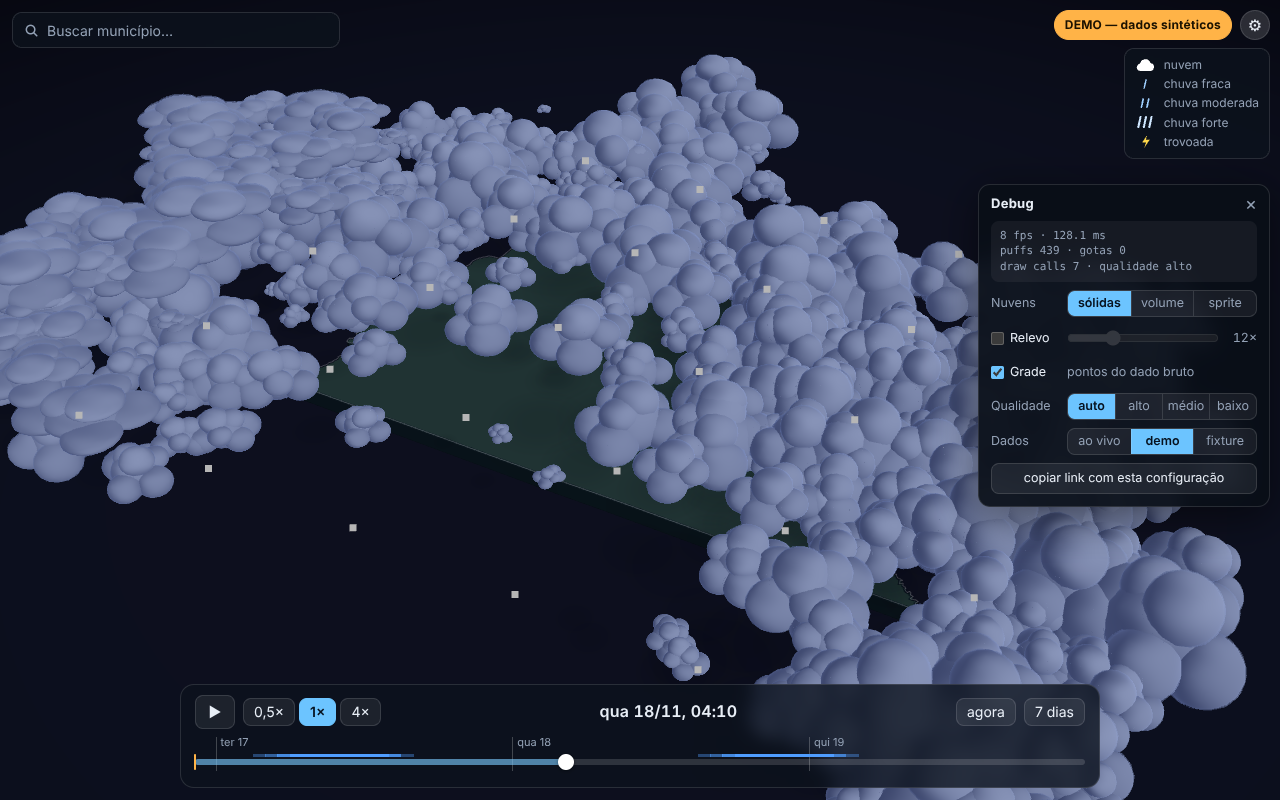 Buscar município...
DEMO — dados sintéticos
nuvem
chuva fraca
chuva moderada
chuva forte
trovoada
Debug
8 fps · 128.1 ms
puffs 439 · gotas 0
draw calls 7 · qualidade alto
Nuvens sólidas volume sprite
Relevo 12×
Grade pontos do dado bruto
Qualidade auto alto médio baixo
Dados ao vivo demo fixture
copiar link com esta configuração
0,5× 1× 4× qua 18/11, 04:10 agora 7 dias
ter 17 qua 18 qui 19